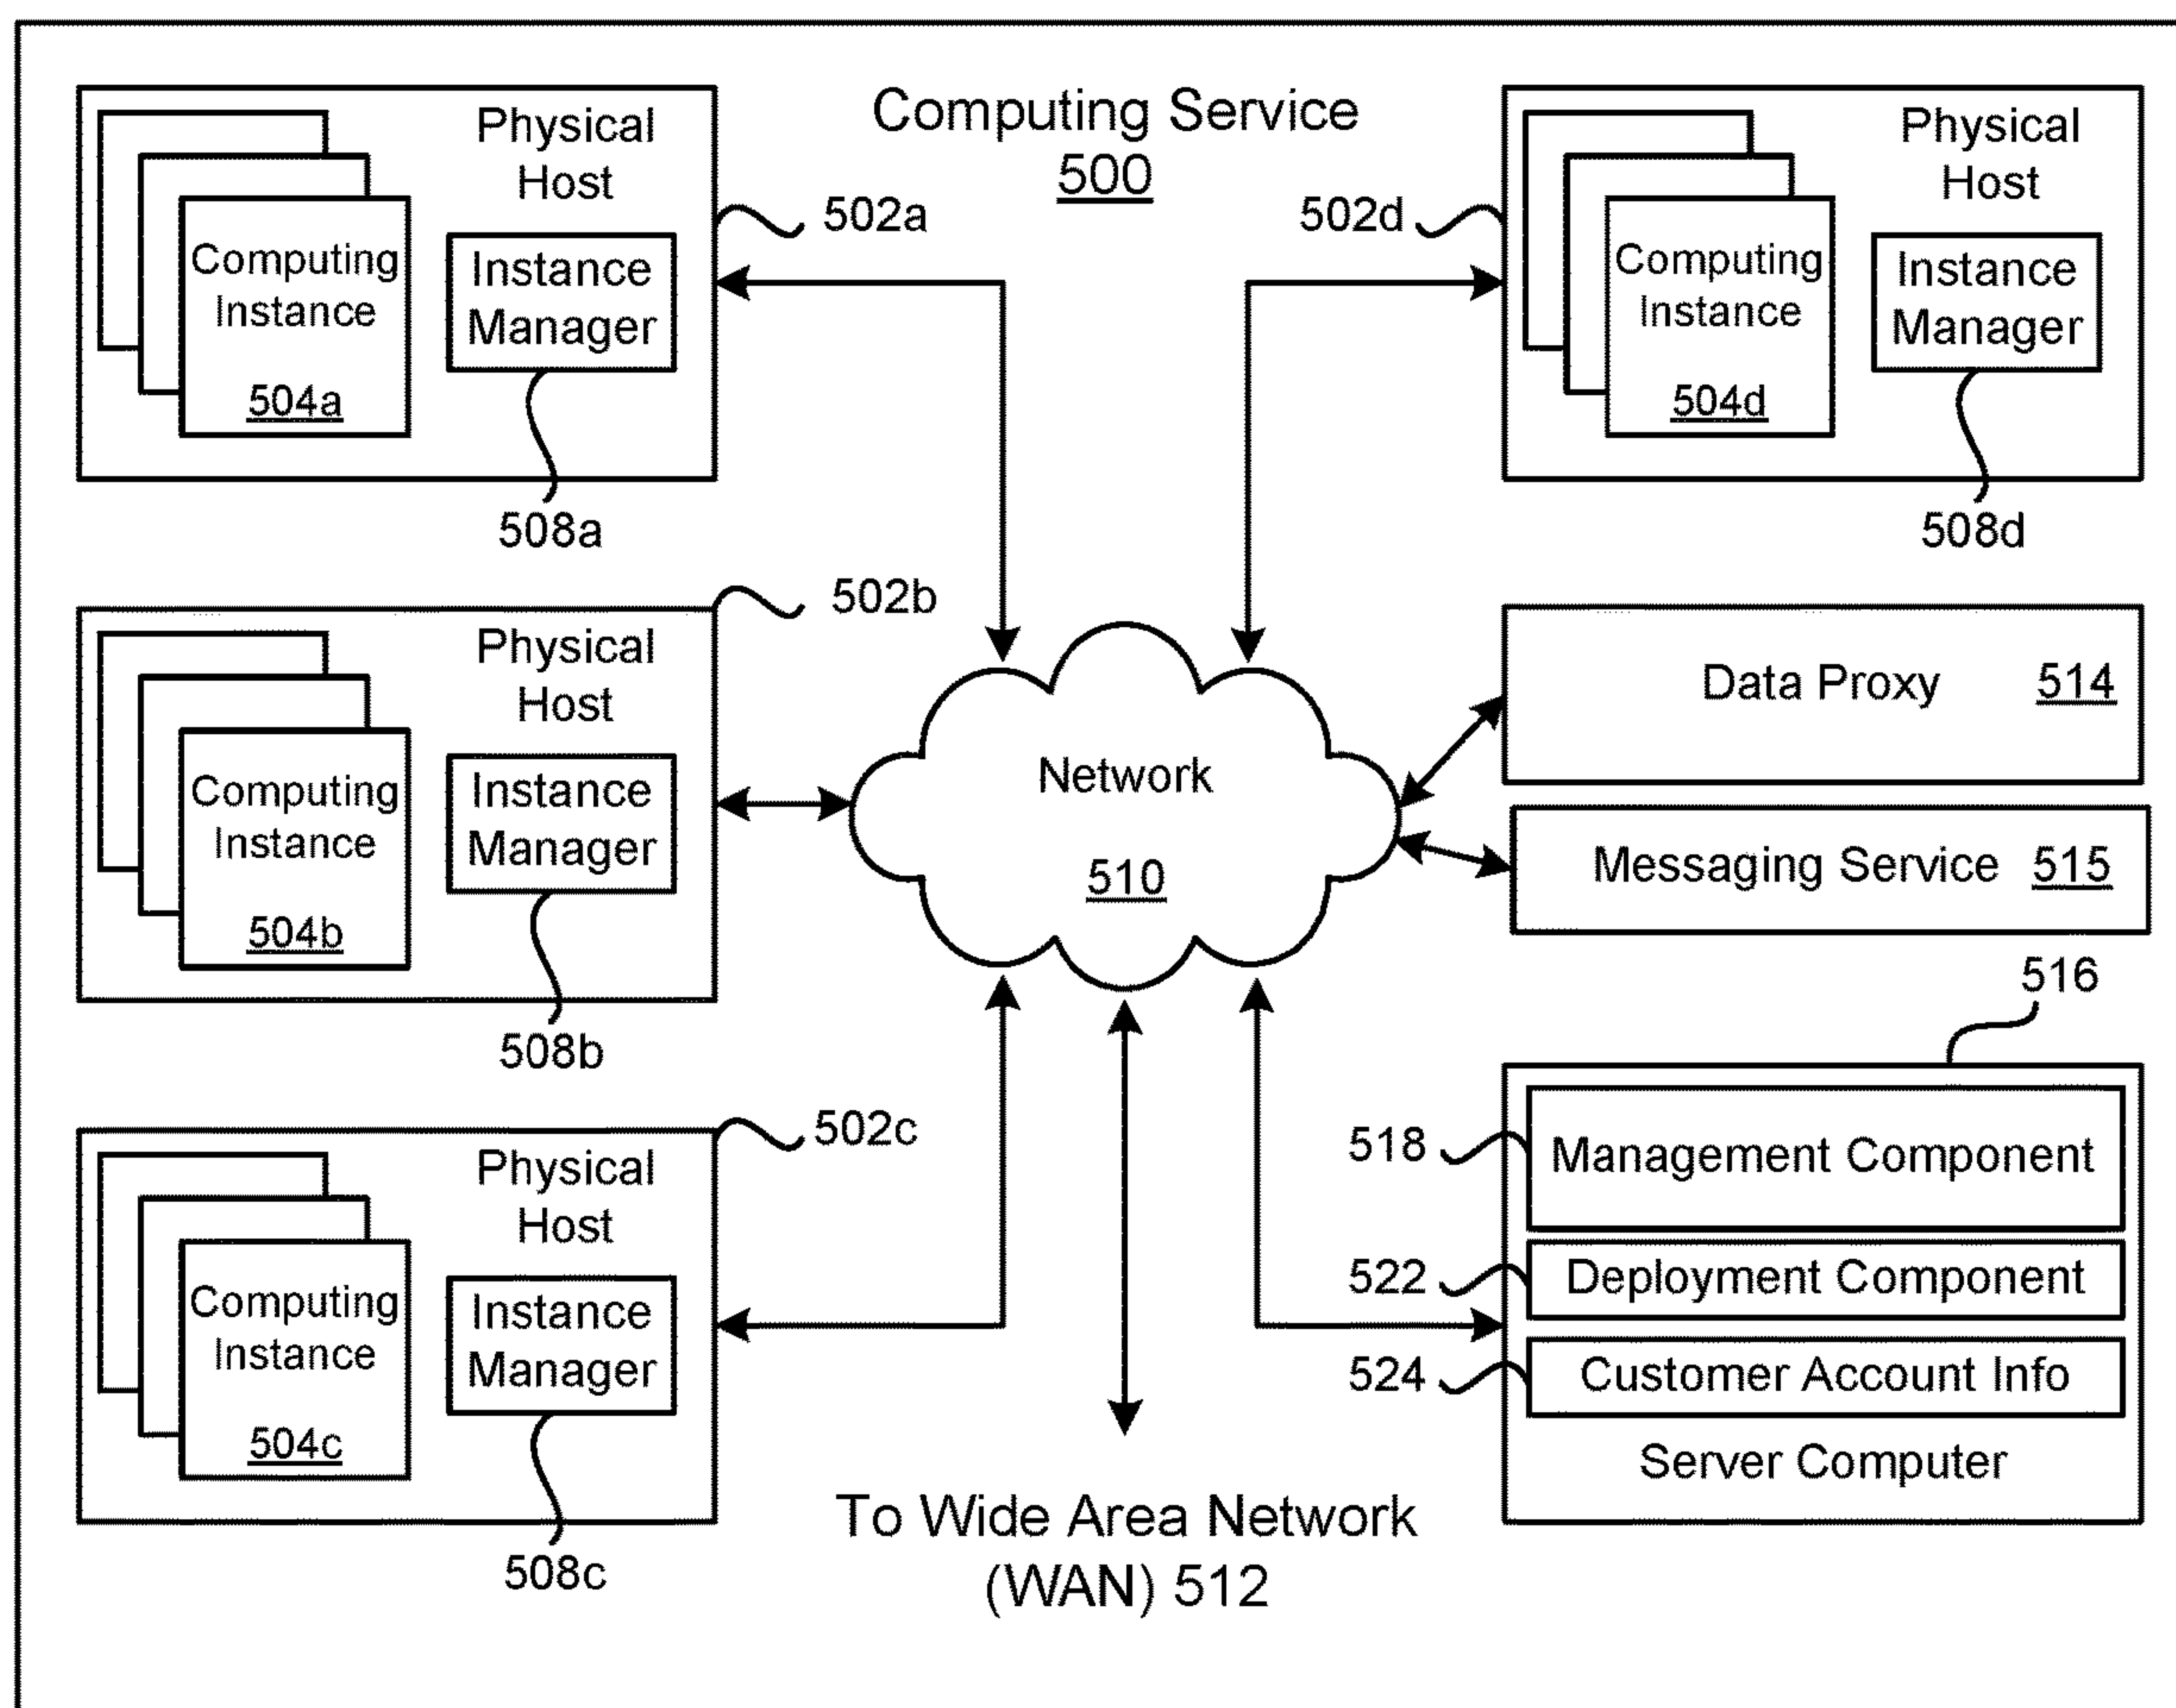 Computing Service
500
Physical
Host
502a
Computing
Instance
504a
Instance
Manager
508a
Physical
Host
502d
Computing
Instance
504d
Instance
Manager
508d
Physical
Host
502b
Computing
Instance
504b
Instance
Manager
508b
Network
510
Data Proxy 514
Messaging Service 515
Physical
Host
502c
Computing
Instance
504c
Instance
Manager
508c
516
518
Management Component
522
Deployment Component
524
Customer Account Info
Server Computer
To Wide Area Network
(WAN) 512